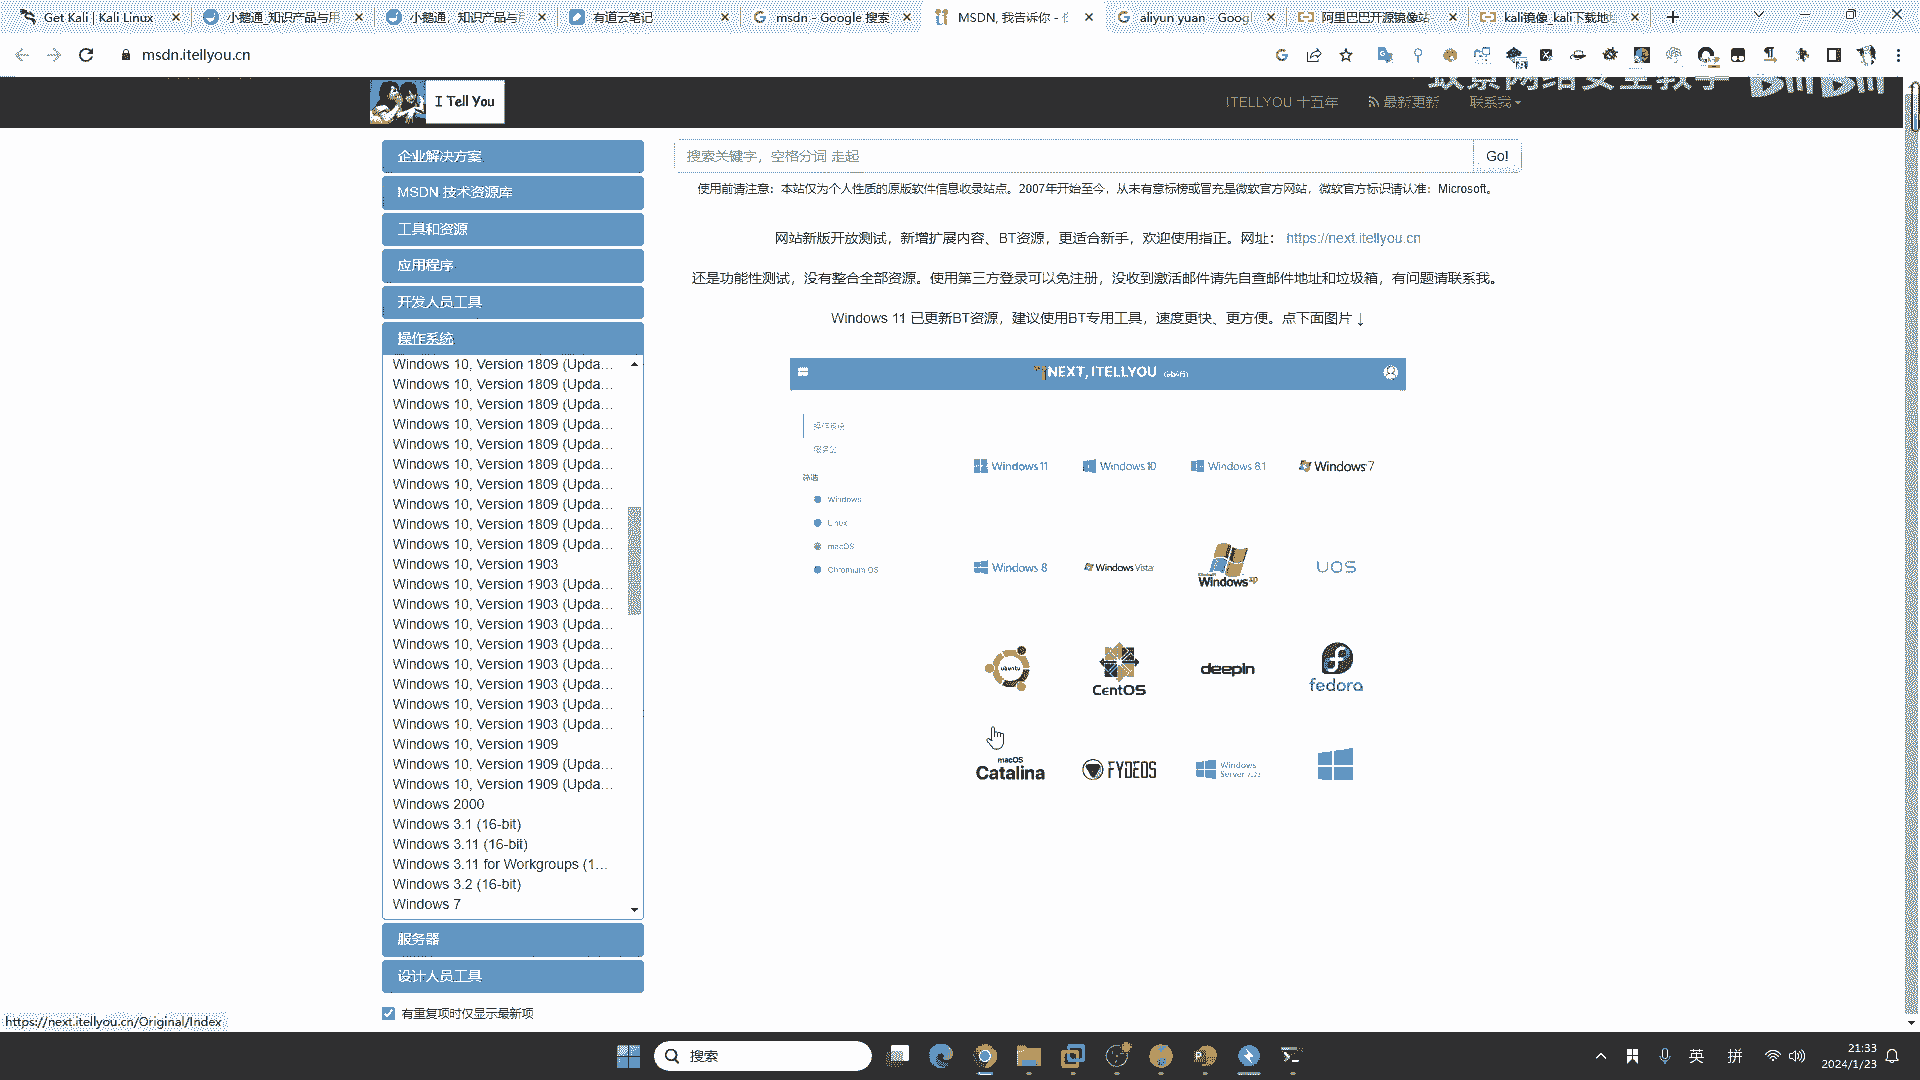 Get Kali | Kali Linux
小鹅通_知识产品与用
小鹅通，知识产品与用
有道云笔记
msdn - Google 搜索
MSDN, 我告诉你 -
aliyun yuan - Goog
阿里巴巴开源镜像站
kali镜像_kali下载地
msdn.itellyou.cn
I Tell You
ITELLYOU 十五年
最新更新
联系我
企业解决方案
MSDN 技术资源库
工具和资源
应用程序
开发人员工具
操作系统
Windows 10, Version 1809 (Upda...
Windows 10, Version 1809 (Upda...
Windows 10, Version 1809 (Upda...
Windows 10, Version 1809 (Upda...
Windows 10, Version 1809 (Upda...
Windows 10, Version 1809 (Upda...
Windows 10, Version 1809 (Upda...
Windows 10, Version 1809 (Upda...
Windows 10, Version 1809 (Upda...
Windows 10, Version 1809 (Upda...
Windows 10, Version 1903
Windows 10, Version 1903 (Upda...
Windows 10, Version 1903 (Upda...
Windows 10, Version 1903 (Upda...
Windows 10, Version 1903 (Upda...
Windows 10, Version 1903 (Upda...
Windows 10, Version 1903 (Upda...
Windows 10, Version 1903 (Upda...
Windows 10, Version 1903 (Upda...
Windows 10, Version 1909
Windows 10, Version 1909 (Upda...
Windows 10, Version 1909 (Upda...
Windows 2000
Windows 3.1 (16-bit)
Windows 3.11 (16-bit)
Windows 3.11 for Workgroups (1...
Windows 3.2 (16-bit)
Windows 7
服务器
设计人员工具
有重复项时仅显示最新项
搜索关键字，空格分词 走起
Go!
使用前请注意：本站仅为个人性质的原版软件信息收录站点。2007年开始至今，从未有意标榜或冒充是微软官方网站，微软官方标识请认准：Microsoft。
网站新版开放测试，新增扩展内容、BT资源，更适合新手，欢迎使用指正。网址： https://next.itellyou.cn
还是功能性测试，没有整合全部资源。使用第三方登录可以免注册，没收到激活邮件请先自查邮件地址和垃圾箱，有问题请联系我。
Windows 11 已更新BT资源，建议使用BT专用工具，速度更快、更方便。点下面图片↓
NEXT, ITELLYOU
操作系统
服务器
Windows
Linux
macOS
Chromium OS
Windows 11
Windows 10
Windows 8.1
Windows 7
Windows 8
Windows Vista
Windows xp
UOS
ubuntu
CentOS
deepin
fedora
macOS
Catalina
FYDEOS
Windows
Server
https://next.itellyou.cn/Original/Index
搜索
英
拼
21:33
2024/1/23